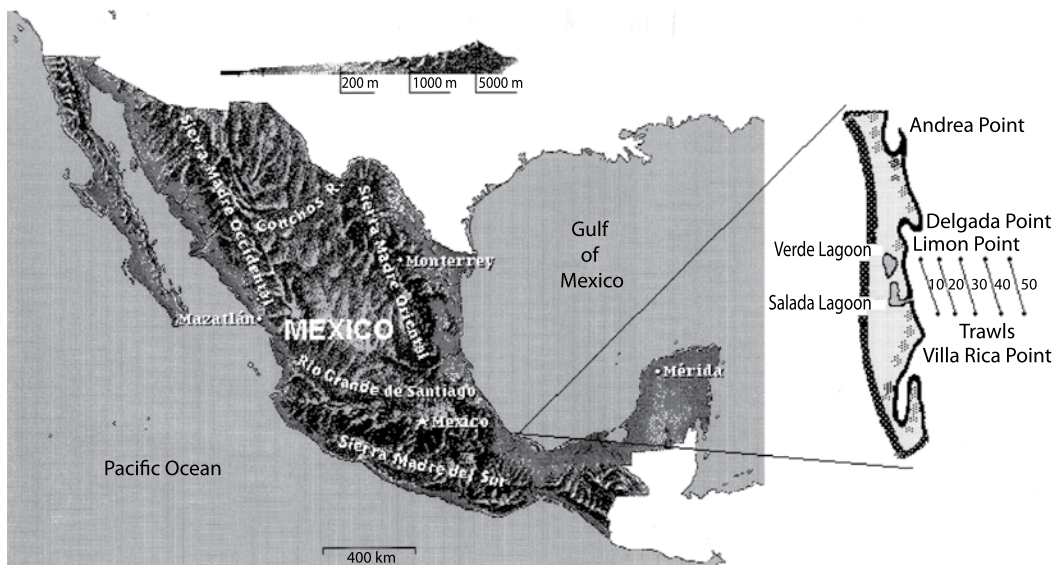 200 m
1000 m
5000 m
Sierra Madre Occidental
Conchos R.
Sierra Madre Oriental
Monterrey
Gulf
of
Mexico
Mazatlán
MEXICO
Río Grande de Santiago
Mérida
México
Sierra Madre del Sur
Pacific Ocean
400 km
Andrea Point
Delgada Point
Limon Point
Verde Lagoon
10 20 30 40 50
Salada Lagoon
Trawls
Villa Rica Point